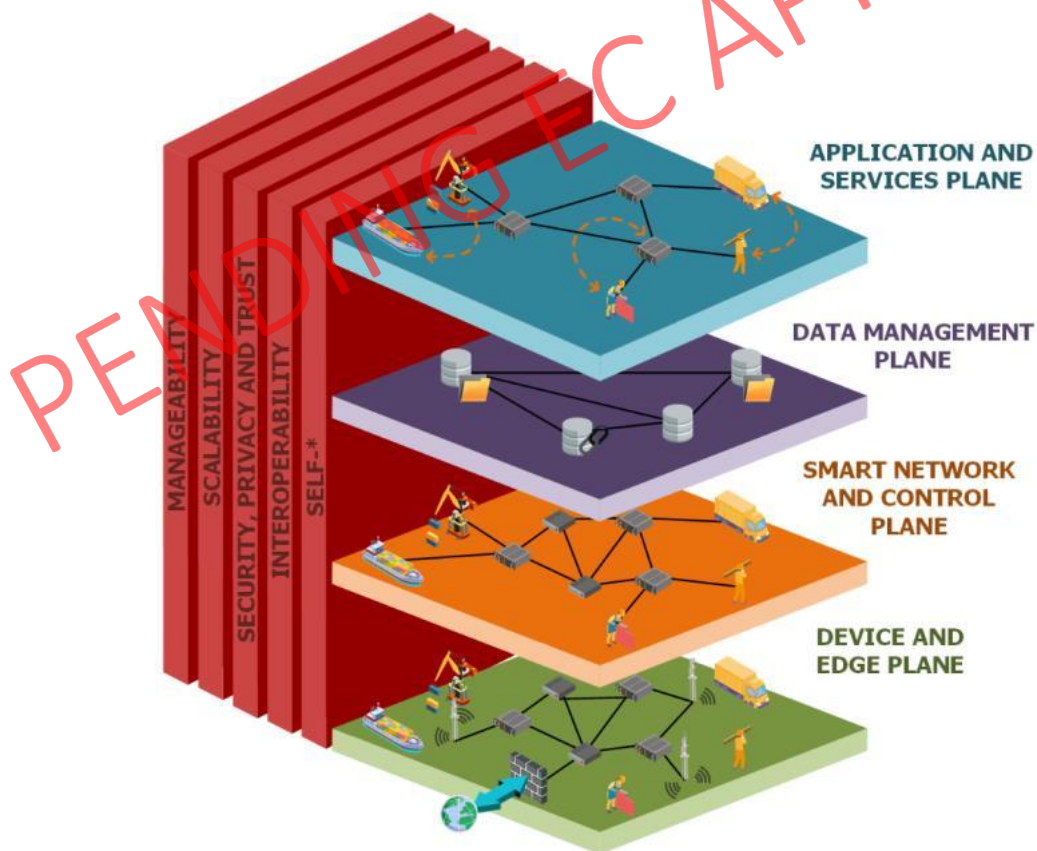 PENDING EC AP
APPLICATION AND
SERVICES PLANE
DATA MANAGEMENT
PLANE
SMART NETWORK
AND CONTROL
PLANE
DEVICE AND
EDGE PLANE
MANAGEABILITY
SCALABILITY
SECURITY, PRIVACY AND TRUST
INTEROPERABILITY
SELF-*